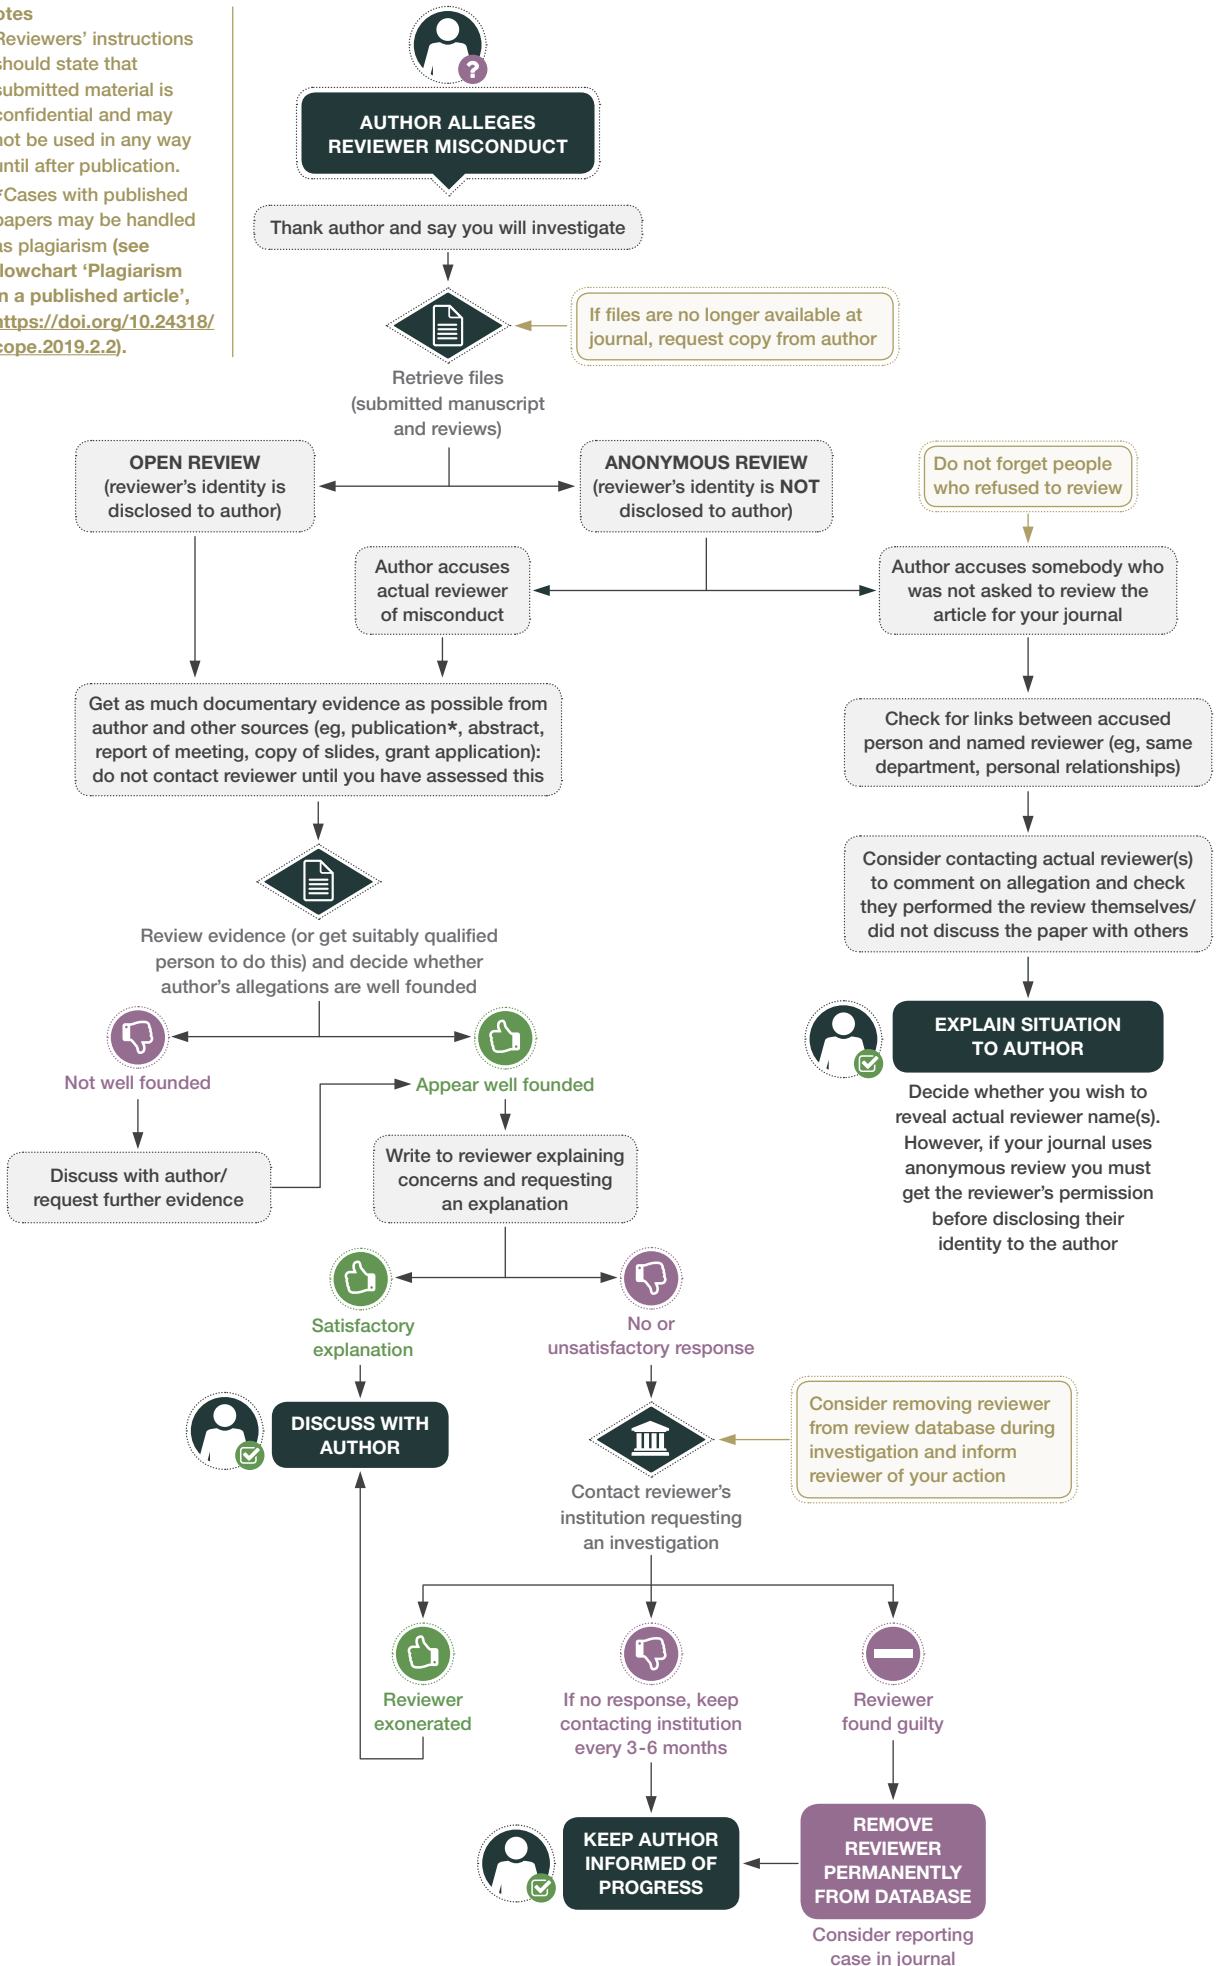 otes
Reviewers’ instructions
should state that
submitted material is
confidential and may
not be used in any way
until after publication.
*Cases with published
papers may be handled
as plagiarism (see
flowchart ‘Plagiarism
in a published article’,
https://doi.org/10.24318/
cope.2019.2.2).
?
AUTHOR ALLEGES
REVIEWER MISCONDUCT
Thank author and say you will investigate
If files are no longer available at
journal, request copy from author
Retrieve files
(submitted manuscript
and reviews)
OPEN REVIEW
(reviewer’s identity is
disclosed to author)
ANONYMOUS REVIEW
(reviewer’s identity is NOT
disclosed to author)
Do not forget people
who refused to review
Author accuses
actual reviewer
of misconduct
Author accuses somebody who
was not asked to review the
article for your journal
Get as much documentary evidence as possible from
author and other sources (eg, publication*, abstract,
report of meeting, copy of slides, grant application):
do not contact reviewer until you have assessed this
Check for links between accused
person and named reviewer (eg, same
department, personal relationships)
Consider contacting actual reviewer(s)
to comment on allegation and check
they performed the review themselves/
did not discuss the paper with others
Review evidence (or get suitably qualified
person to do this) and decide whether
author’s allegations are well founded
EXPLAIN SITUATION
TO AUTHOR
Decide whether you wish to
reveal actual reviewer name(s).
However, if your journal uses
anonymous review you must
get the reviewer’s permission
before disclosing their
identity to the author
Not well founded
Appear well founded
Discuss with author/
request further evidence
Write to reviewer explaining
concerns and requesting
an explanation
Satisfactory
explanation
No or
unsatisfactory response
DISCUSS WITH
AUTHOR
Consider removing reviewer
from review database during
investigation and inform
reviewer of your action
Contact reviewer’s
institution requesting
an investigation
Reviewer
exonerated
If no response, keep
contacting institution
every 3-6 months
Reviewer
found guilty
KEEP AUTHOR
INFORMED OF
PROGRESS
REMOVE
REVIEWER
PERMANENTLY
FROM DATABASE
Consider reporting
case in journal